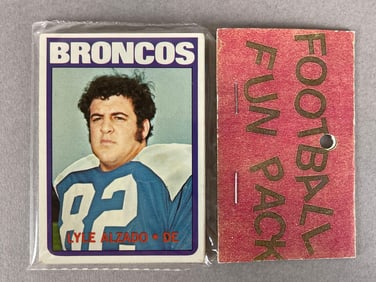 BRONCOS
82
LYLE ALZADO • DE
FOOTBALL
FUN PACK